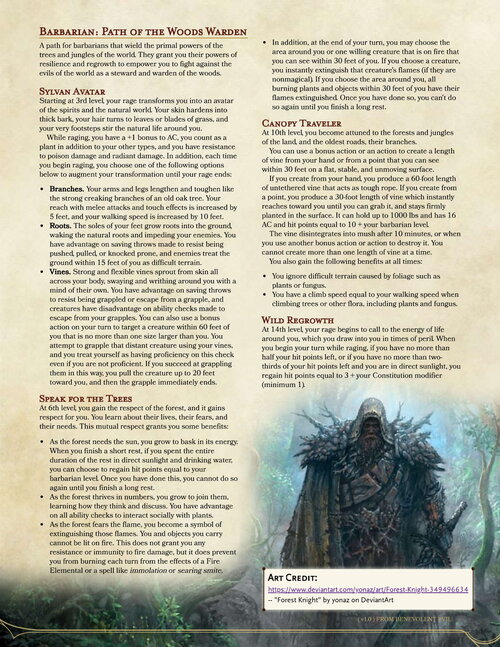 Barbarian: Path of the Woods Warden
A path for barbarians that wield the primal powers of the
trees and jungles of the world. They grant you their powers of
resilience and regrowth to empower you to fight against the
evils of the world as a steward and warden of the woods.
Sylvan Avatar
Starting at 3rd level, your rage transforms you into an avatar
of the spirits and the natural world. Your skin hardens into
thick bark, your hair turns to leaves or blades of grass, and
your very footsteps stir the natural life around you.
While raging, you have a +1 bonus to AC, you count as a
plant in addition to your other types, and you have resistance
to poison damage and radiant damage. In addition, each time
you begin raging, you choose one of the following options
below to augment your transformation until your rage ends:
• Branches. Your arms and legs lengthen and toughen like
the strong creaking branches of an old oak tree. Your
reach with melee attacks and touch effects is increased by
5 feet, and your walking speed is increased by 10 feet.
• Roots. The soles of your feet grow roots into the ground,
waking the natural roots and impeding your enemies. You
have advantage on saving throws made to resist being
pushed, pulled, or knocked prone, and enemies treat the
ground within 15 feet of you as difficult terrain.
• Vines. Strong and flexible vines sprout from skin all
across your body, swaying and writhing around you with a
mind of their own. You have advantage on saving throws
made to resist being grappled or escape from a grapple, and
creatures have disadvantage on ability checks made to
escape from your grapples. You can also use a bonus
action on your turn to target a creature within 60 feet of
you that is no more than one size larger than you. You
attempt to grapple that distant creature using your vines,
and you treat yourself as having proficiency on this check
even if you are not proficient. If you succeed at grappling
them in this way, you pull the creature up to 20 feet
toward you, and then the grapple immediately ends.
Speak for the Trees
At 6th level, you gain the respect of the forest, and it gains
respect for you. You learn about their lives, their fears, and
their needs. This mutual respect grants you some benefits:
• As the forest needs the sun, you grow to bask in its energy.
When you finish a short rest, if you spent the entire
duration of the rest in direct sunlight and drinking water,
you can choose to regain hit points equal to your
barbarian level. Once you have done this, you cannot do so
again until you finish a long rest.
• As the forest thrives in numbers, you grow to join them,
learning how they think and discuss. You have advantage
on all ability checks to interact socially with plants.
• As the forest fears the flame, you become a symbol of
extinguishing those flames. You and objects you carry
cannot be lit on fire. This does not grant you any
resistance or immunity to fire damage, but it does prevent
you from burning each turn from the effects of a Fire
Elemental or a spell like immolation or searing smite.
• In addition, at the end of your turn, you may choose the
area around you or one willing creature that is on fire that
you can see within 30 feet of you. If you choose a creature,
you instantly extinguish that creature's flames (if they are
nonmagical). If you choose the area around you, all
burning plants and objects within 30 feet of you have their
flames extinguished. Once you have done so, you can't do
so again until you finish a long rest.
Canopy Traveler
At 10th level, you become attuned to the forests and jungles
of the land, and the oldest roads, their branches.
You can use a bonus action or an action to create a length
of vine from your hand or from a point that you can see
within 30 feet on a flat, stable, and unmoving surface.
If you create from your hand, you produce a 60-foot length
of untethered vine that acts as tough rope. If you create from
a point, you produce a 30-foot length of vine which instantly
reaches toward you until you can grab it, and stays firmly
planted in the surface. It can hold up to 1000 lbs and has 16
AC and hit points equal to 10 + your barbarian level.
The vine disintegrates into mush after 10 minutes, or when
you use another bonus action or action to destroy it. You
cannot create more than one length of vine at a time.
You also gain the following benefits at all times:
• You ignore difficult terrain caused by foliage such as
plants or fungus.
• You have a climb speed equal to your walking speed when
climbing trees or other flora, including plants and fungus.
Wild Regrowth
At 14th level, your rage begins to call to the energy of life
around you, which you draw into you in times of peril. When
you begin your turn while raging, if you have no more than
half your hit points left, or if you have no more than two-
thirds of your hit points left and you are in direct sunlight, you
regain hit points equal to 3 + your Constitution modifier
(minimum 1).
Art Credit:
https://www.deviantart.com/yonaz/art/Forest-Knight-349496634
-- "Forest Knight" by yonaz on DeviantArt
(v1.0) FROM BENEVOLENT EVIL